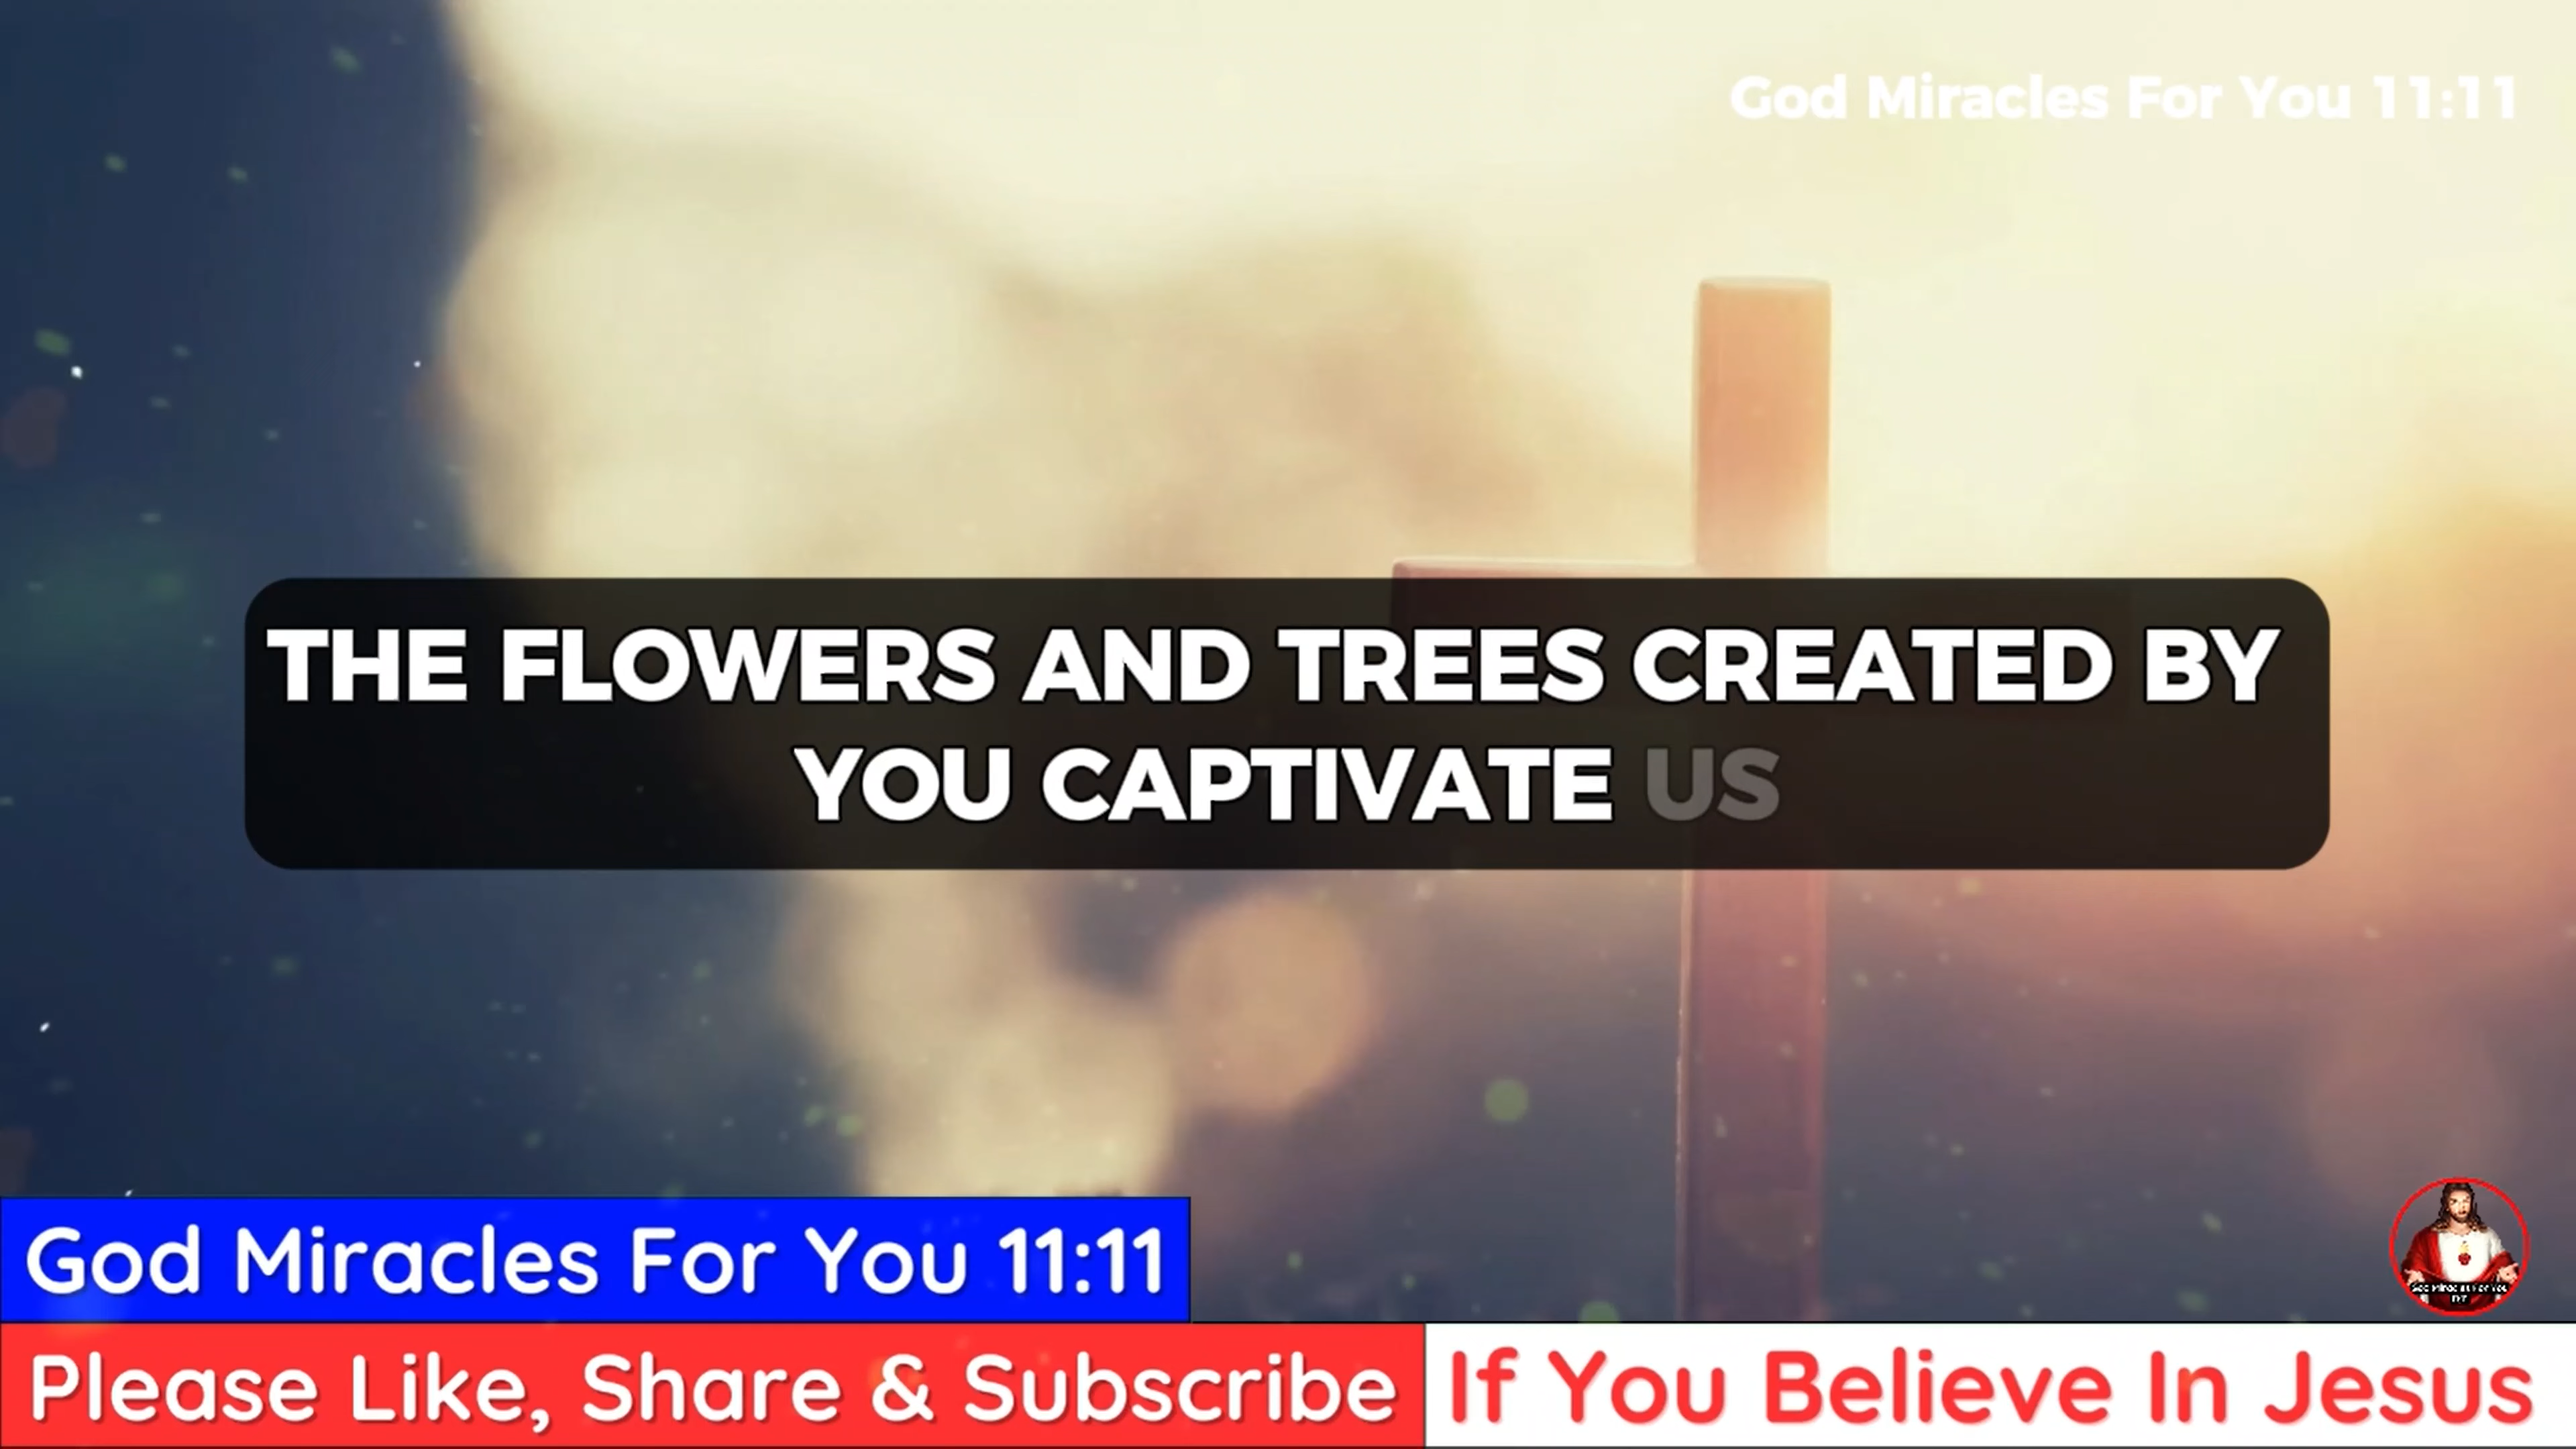 God Miracles For You 11:11
THE FLOWERS AND TREES CREATED BY
YOU CAPTIVATE US
God Miracles For You 11:11
Please Like, Share & Subscribe
If You Believe In Jesus